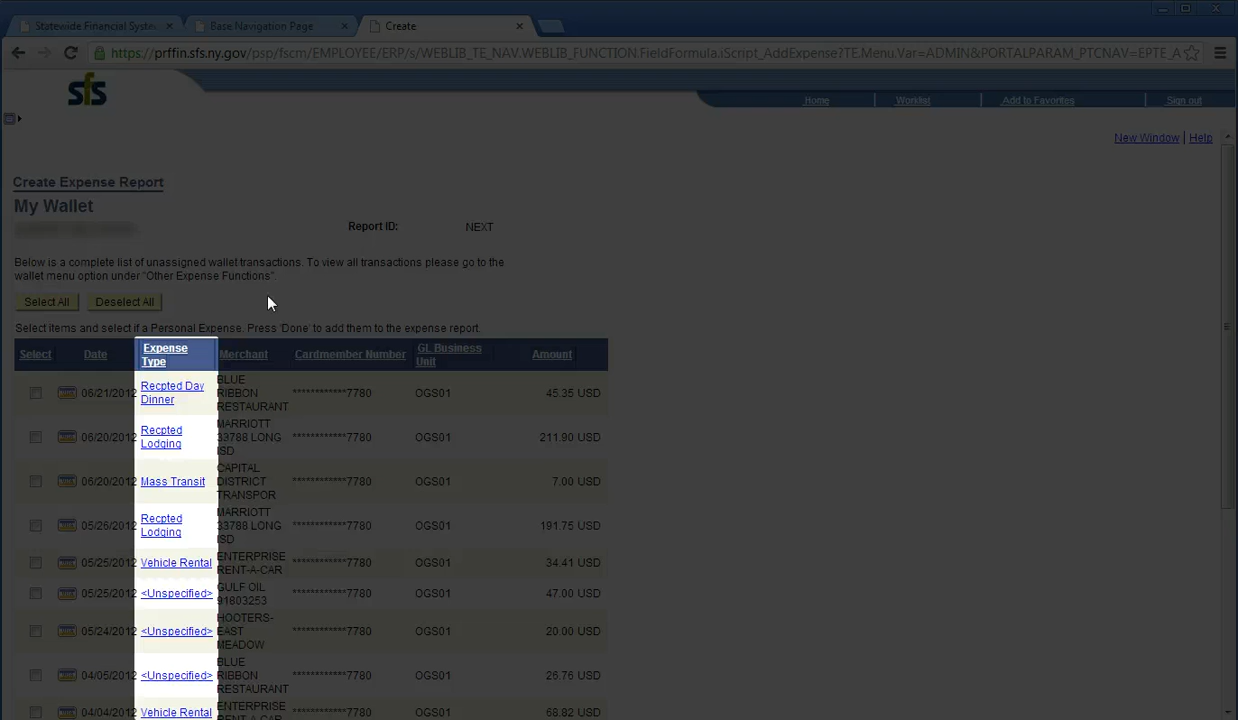 Statewide Financial Syste
Base Navigation Page
Create
https://prffin.sfs.ny.gov/psp/fscm/EMPLOYEE/ERP/s/WEBLIB_TE_NAV.WEBLIB_FUNCTION.FieldFormula.iScript_AddExpense?TE.Menu.Var=ADMIN&PORTALPARAM_PTCNAV=EPTE_A
sfs
Home Worklist Add to Favorites Sign out
New Window | Help
Create Expense Report
My Wallet
Report ID: NEXT
Below is a complete list of unassigned wallet transactions. To view all transactions please go to the
wallet menu option under "Other Expense Functions".
Select All Deselect All
Select items and select if a Personal Expense. Press 'Done' to add them to the expense report.
Select Date Expense Type Merchant Cardmember Number GL Business Unit Amount
06/21/2012 Recpted Day Dinner BLUE RIBBON RESTAURANT ************7780 OGS01 45.35 USD
06/20/2012 Recpted Lodging MARRIOTT 33788 LONG ISD ************7780 OGS01 211.90 USD
06/20/2012 Mass Transit CAPITAL DISTRICT TRANSPOR ************7780 OGS01 7.00 USD
05/26/2012 Recpted Lodging MARRIOTT 33788 LONG ISD ************7780 OGS01 191.75 USD
05/25/2012 Vehicle Rental ENTERPRISE RENT-A-CAR ************7780 OGS01 34.41 USD
05/25/2012 <Unspecified> GULF OIL 91803253 ************7780 OGS01 47.00 USD
05/24/2012 <Unspecified> HOOTERS-EAST MEADOW ************7780 OGS01 20.00 USD
04/05/2012 <Unspecified> BLUE RIBBON RESTAURANT ************7780 OGS01 26.76 USD
04/04/2012 Vehicle Rental ENTERPRISE RENT-A-CAR ************7780 OGS01 68.82 USD